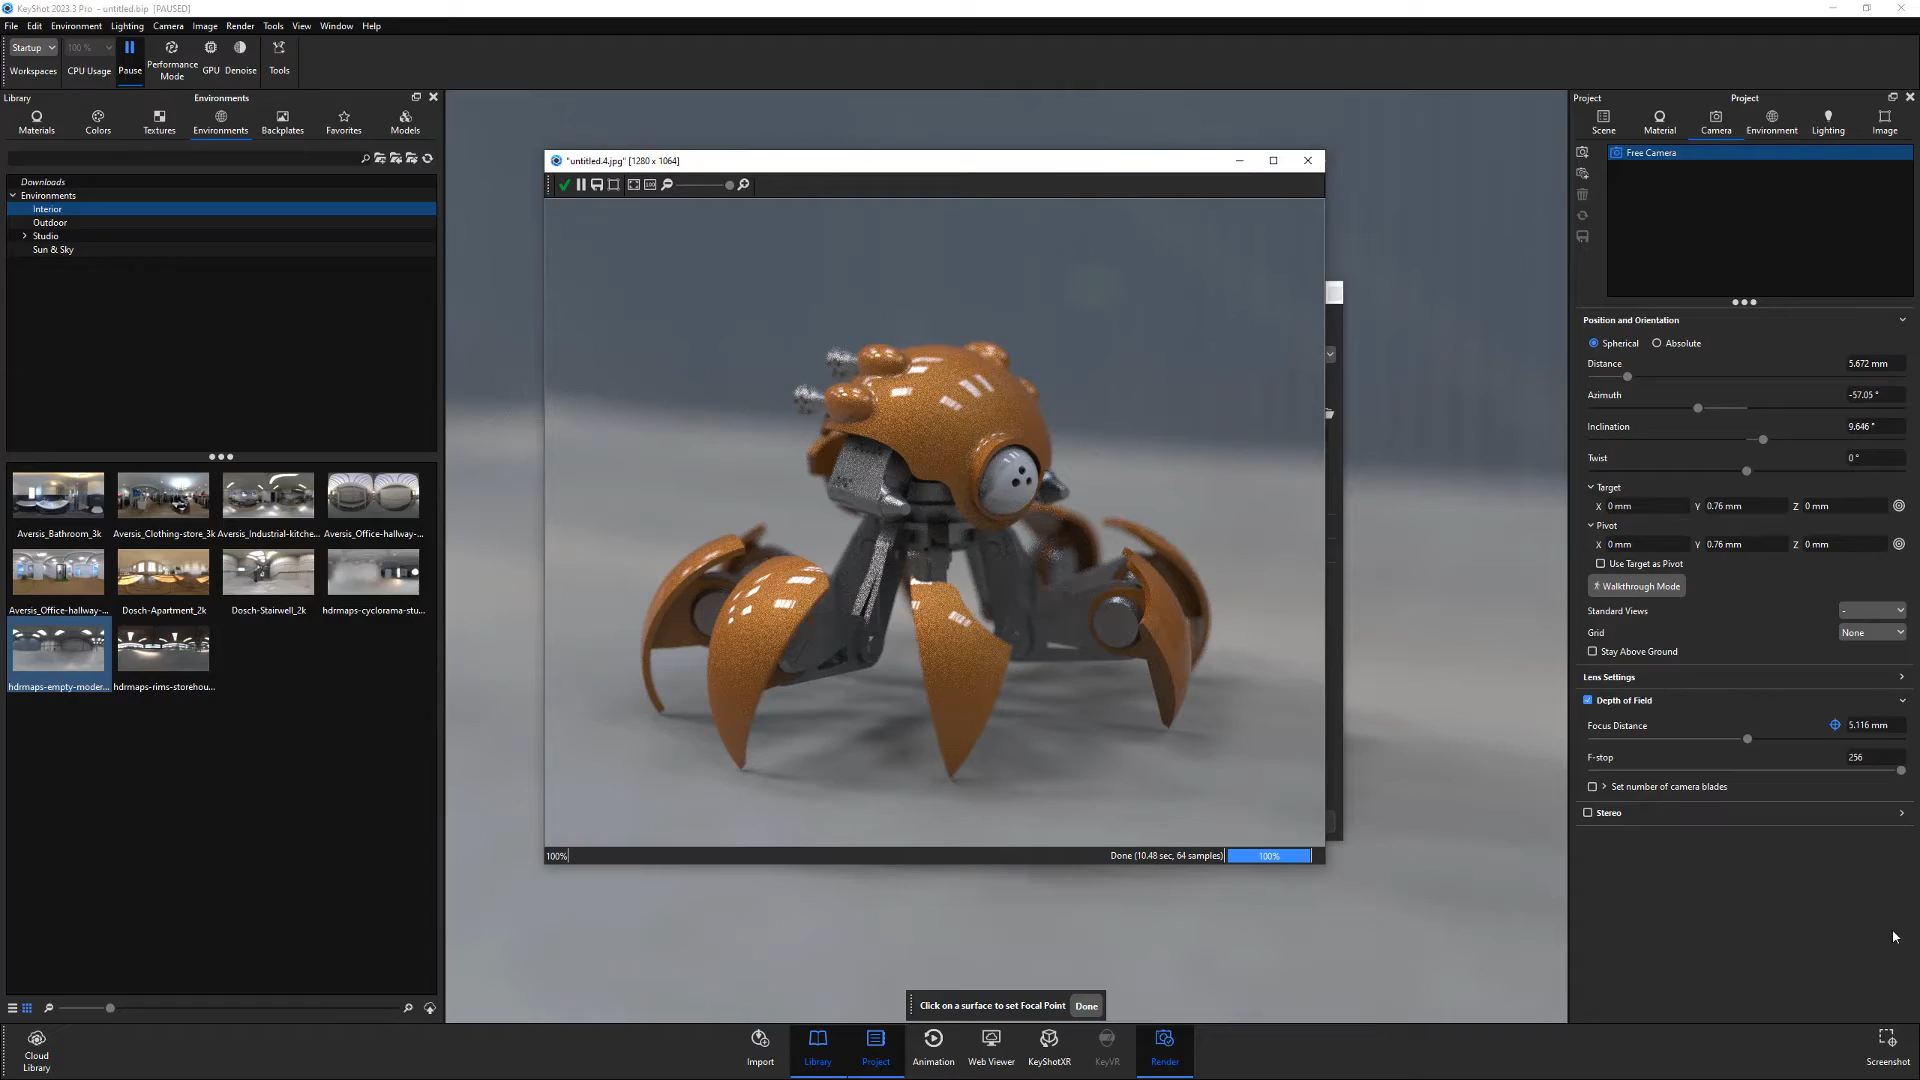 KeyShot 2023.3 Pro - untitled.bip [PAUSED]
File Edit Environment Lighting Camera Image Render Tools View Window Help
Startup 100 %
Workspaces CPU Usage Pause Performance Mode GPU Denoise Tools
Library Environments
Materials Colors Textures Environments Backplates Favorites Models
Downloads
Environments
Interior
Outdoor
Studio
Sun & Sky
Aversis_Bathroom_3k Aversis_Clothing-store_3k Aversis_Industrial-kitche... Aversis_Office-hallway-...
Aversis_Office-hallway-... Dosch-Apartment_2k Dosch-Stairwell_2k hdrmaps-cyclorama-stu...
hdrmaps-empty-moder... hdrmaps-rims-storehou...
"untitled.4.jpg" [1280 x 1064]
100
100%
Done (10.48 sec, 64 samples) 100%
Click on a surface to set Focal Point Done
Project Project
Scene Material Camera Environment Lighting Image
Free Camera
Position and Orientation
Spherical Absolute
Distance 5.672 mm
Azimuth -57.05 °
Inclination 9.646 °
Twist 0 °
Target
X 0 mm Y 0.76 mm Z 0 mm
Pivot
X 0 mm Y 0.76 mm Z 0 mm
Use Target as Pivot
Walkthrough Mode
Standard Views -
Grid None
Stay Above Ground
Lens Settings
Depth of Field
Focus Distance 5.116 mm
F-stop 256
Set number of camera blades
Stereo
Cloud Library
Import Library Project Animation Web Viewer KeyShotXR KeyVR Render Screenshot